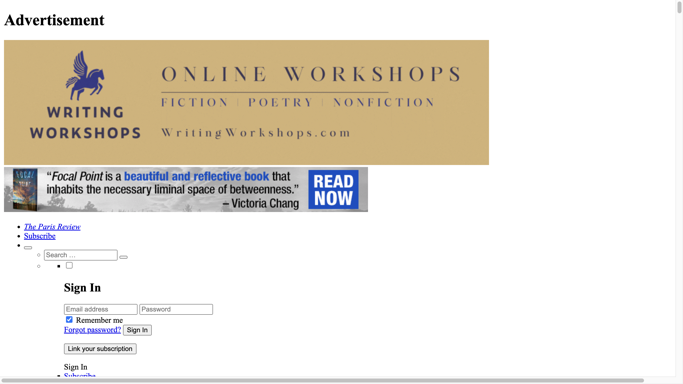 Advertisement
ONLINE WORKSHOPS
FICTION | POETRY | NONFICTION
WRITING
WORKSHOPS
WritingWorkshops.com
FOCAL
POINT
“Focal Point is a beautiful and reflective book that
inhabits the necessary liminal space of betweenness.”
– Victoria Chang
READ
NOW
The Paris Review
Subscribe
Search …
Sign In
Email address
Password
Remember me
Forgot password?
Sign In
Link your subscription
Sign In
Subscribe